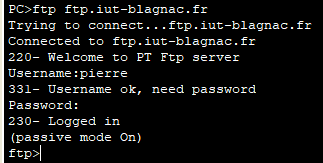 PC>ftp ftp.iut-blagnac.fr
Trying to connect...ftp.iut-blagnac.fr
Connected to ftp.iut-blagnac.fr
220- Welcome to PT Ftp server
Username:pierre
331- Username ok, need password
Password:
230- Logged in
(passive mode On)
ftp>